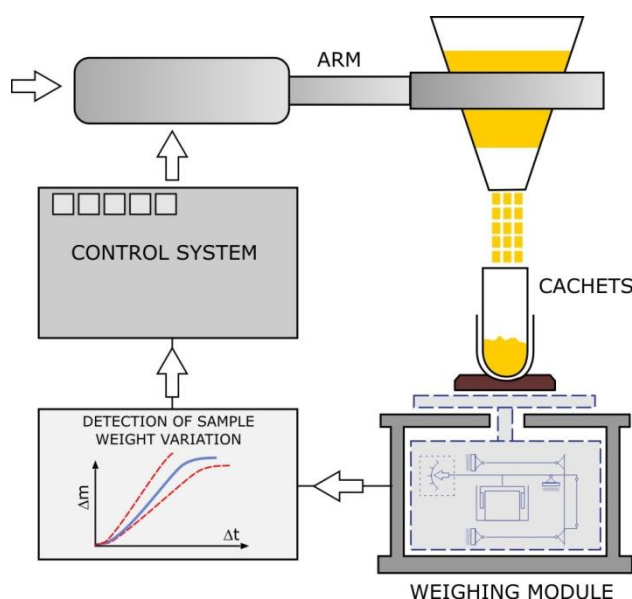 ARM
CONTROL SYSTEM
CACHETS
DETECTION OF SAMPLE
WEIGHT VARIATION
Δm
Δt
WEIGHING MODULE